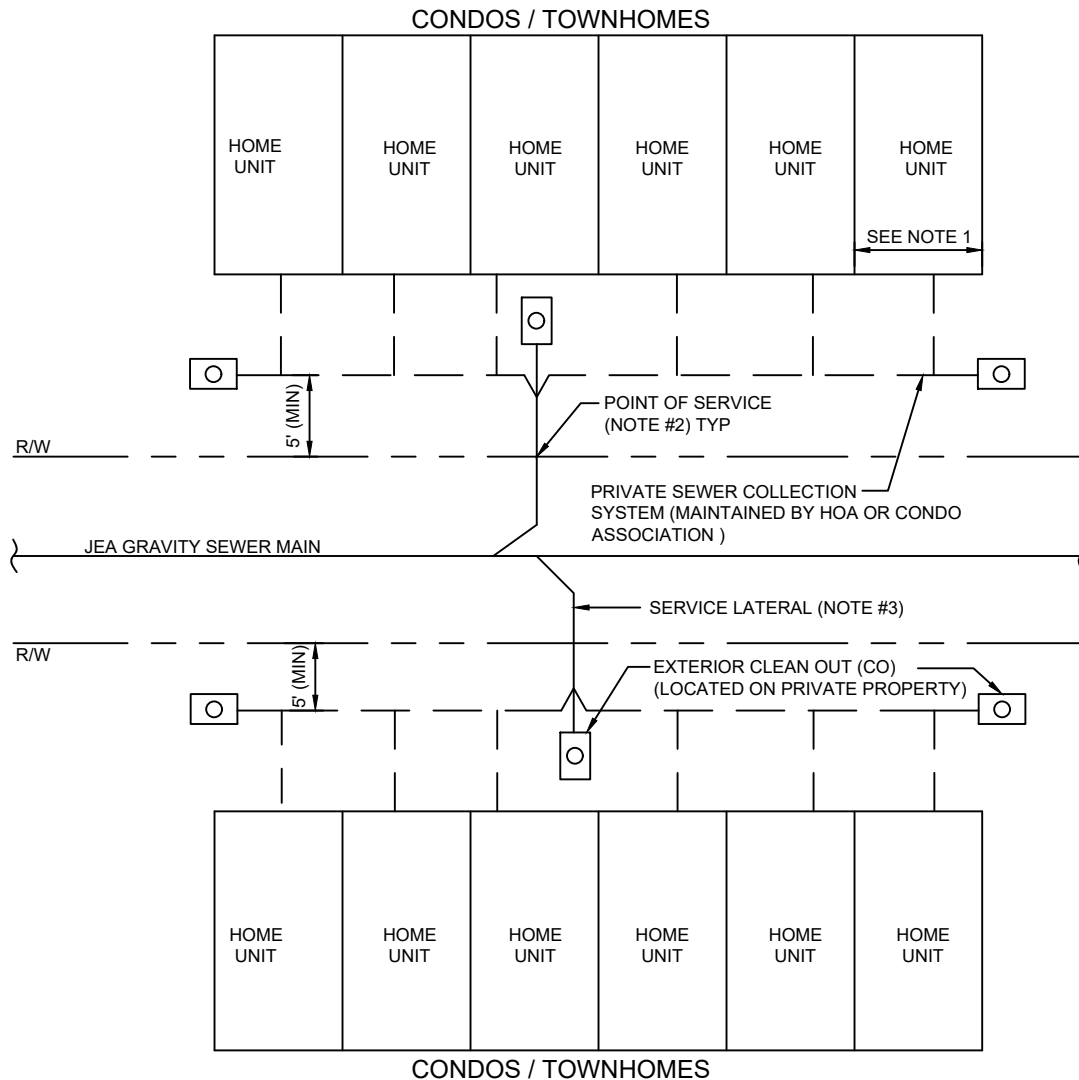 CONDOS / TOWNHOMES
HOME
UNIT
HOME
UNIT
HOME
UNIT
HOME
UNIT
HOME
UNIT
HOME
UNIT
SEE NOTE 1
5' (MIN)
POINT OF SERVICE
(NOTE #2) TYP
R/W
PRIVATE SEWER COLLECTION
SYSTEM (MAINTAINED BY HOA OR CONDO
ASSOCIATION )
JEA GRAVITY SEWER MAIN
SERVICE LATERAL (NOTE #3)
R/W
5' (MIN)
EXTERIOR CLEAN OUT (CO)
(LOCATED ON PRIVATE PROPERTY)
HOME
UNIT
HOME
UNIT
HOME
UNIT
HOME
UNIT
HOME
UNIT
HOME
UNIT
CONDOS / TOWNHOMES